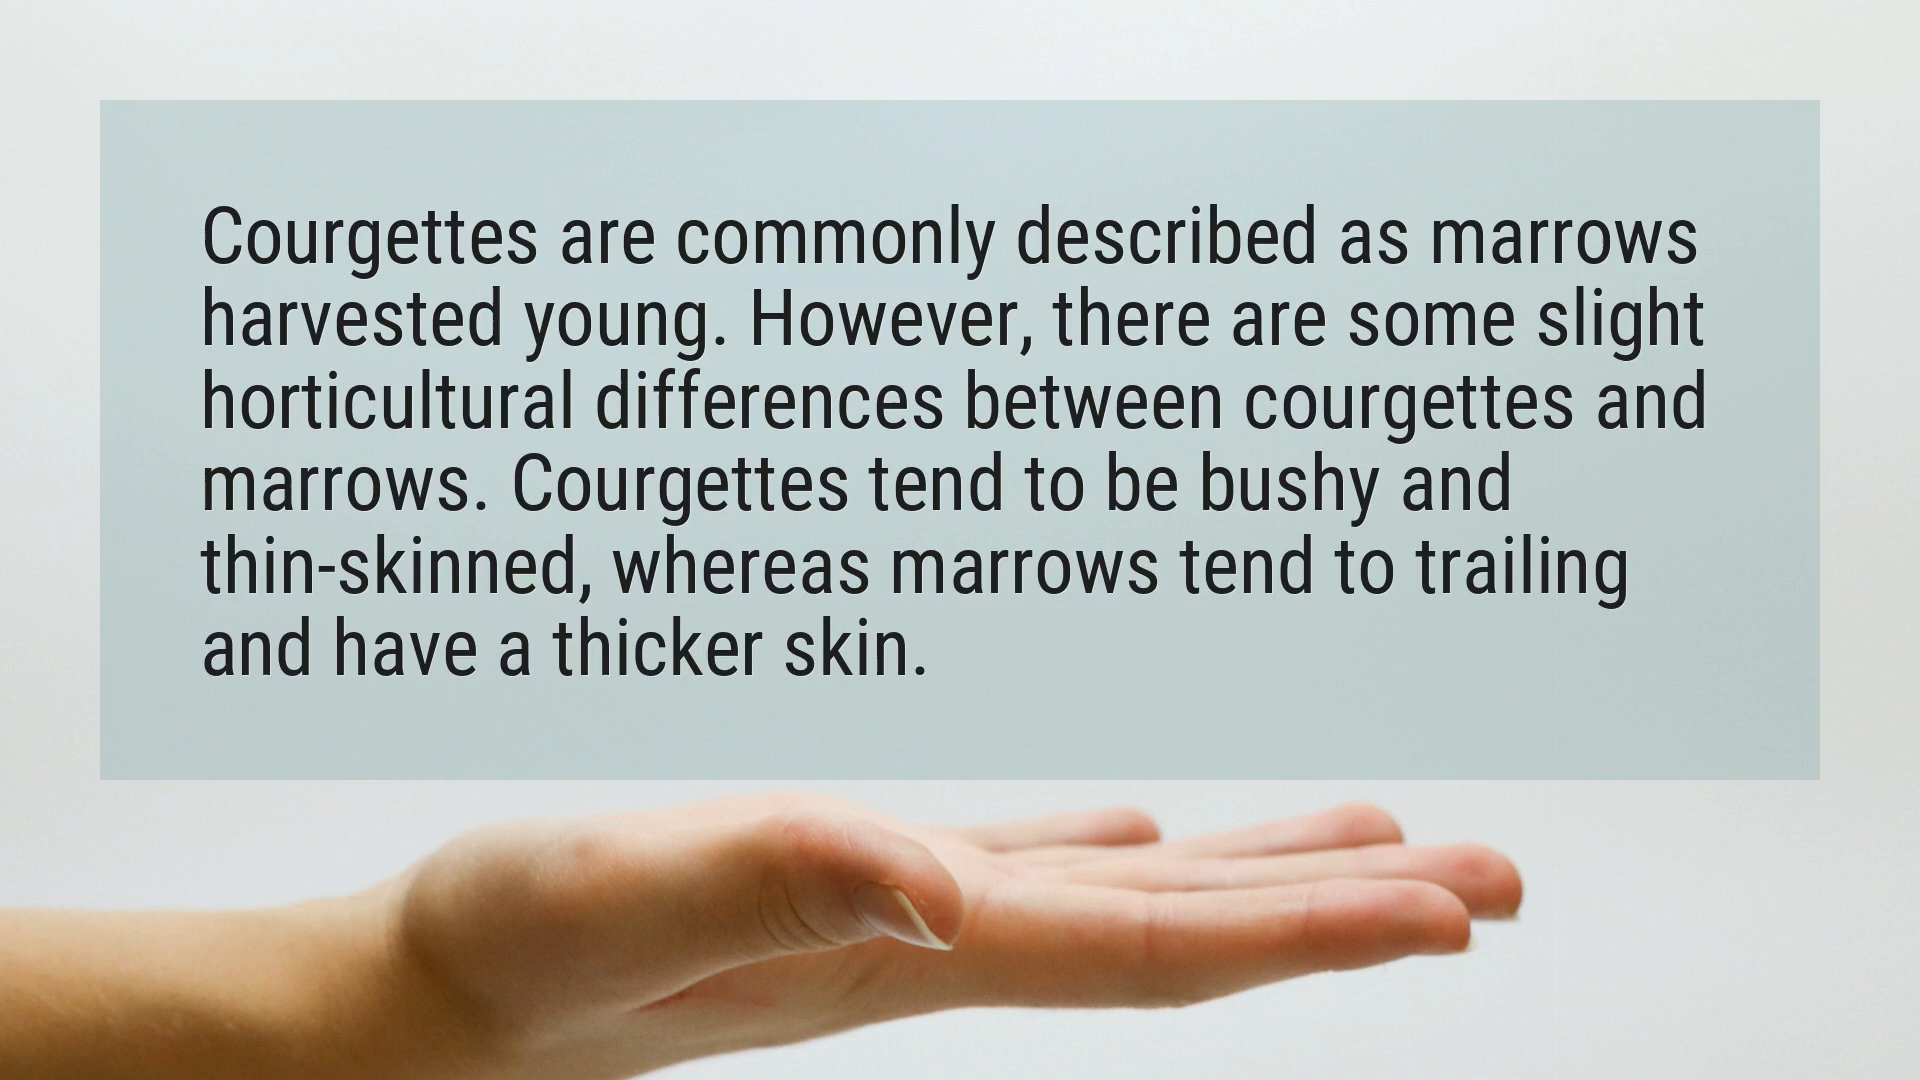 Courgettes are commonly described as marrows
harvested young. However, there are some slight
horticultural differences between courgettes and
marrows. Courgettes tend to be bushy and
thin-skinned, whereas marrows tend to trailing
and have a thicker skin.